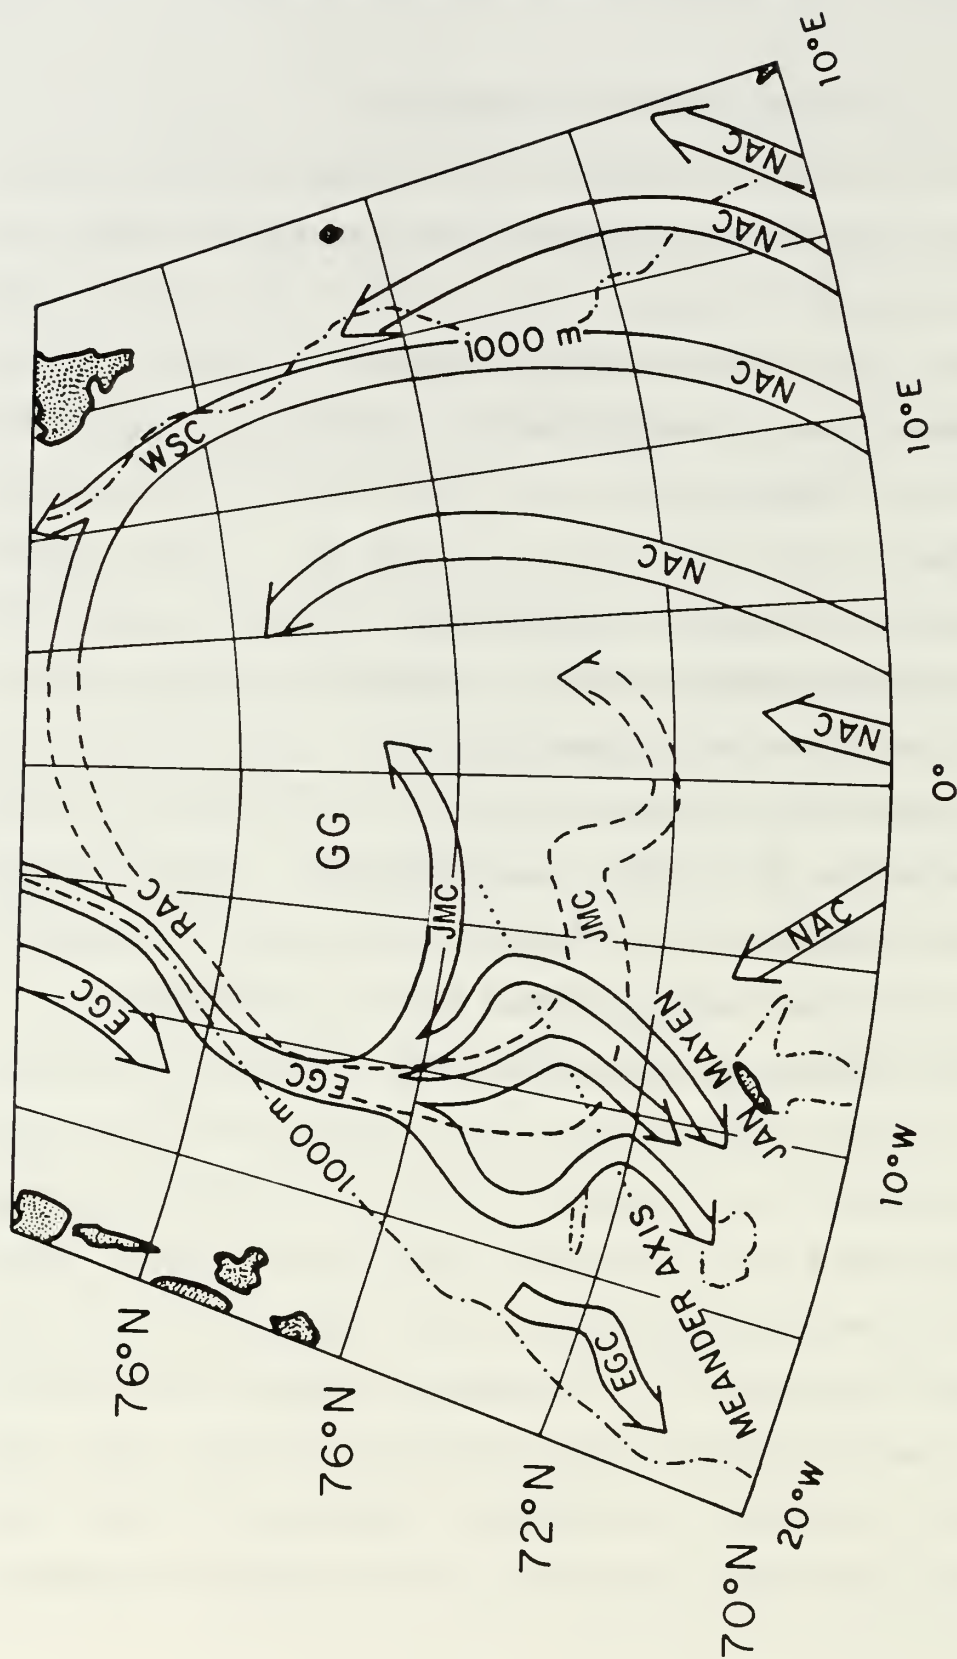 76°N
76°N
72°N
70°N
20°W
10°W
0°
10°E
10°E
EGC
RAC
WSC
EGC
1000 m
GG
JMC
JMC
1000 m
EGC
MEANDER AXIS
JAN MAYEN
NAC
NAC
NAC
NAC
NAC
NAC